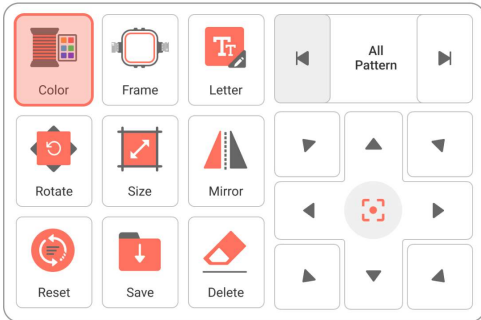 Color
Frame
Letter
All
Pattern
Rotate
Size
Mirror
Reset
Save
Delete